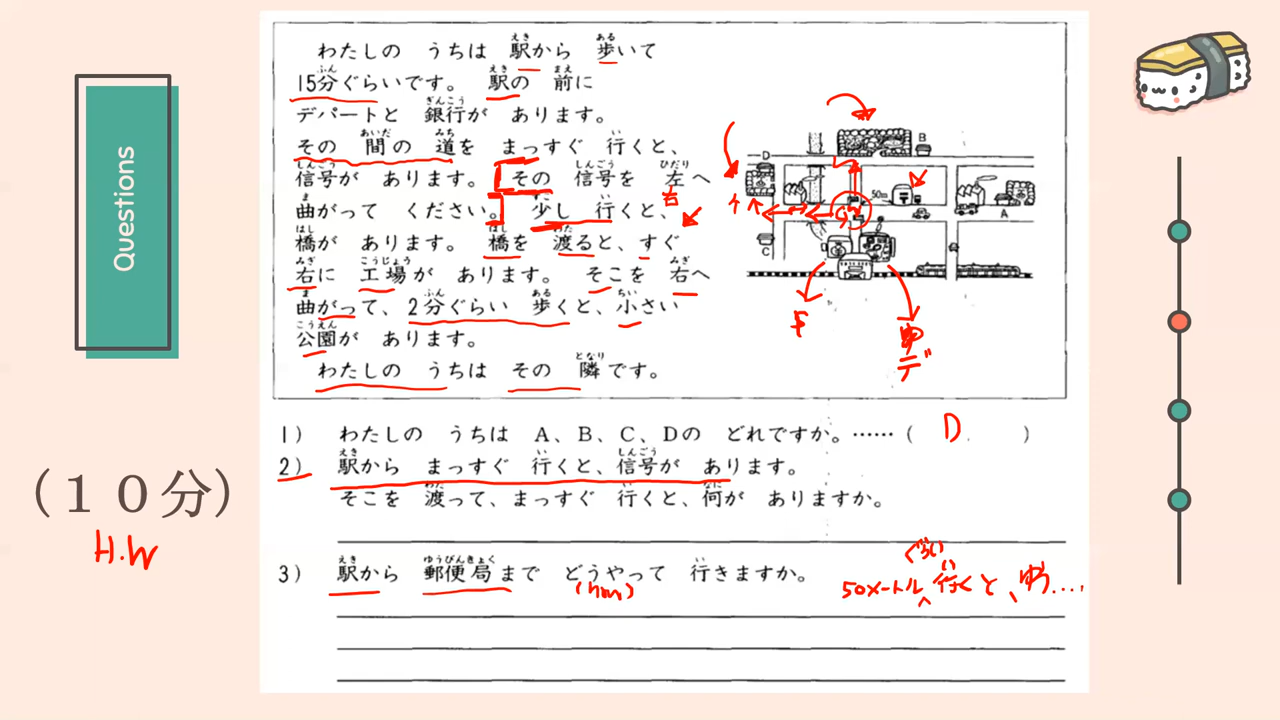 Questions
(10分)
H.W
わたしの うちは 駅から 歩いて
15分ぐらいです。 駅の 前に
デパートと 銀行が あります。
その 間の 道を まっすぐ 行くと、
信号が あります。 その 信号を 左へ
右
曲がって ください。 少し 行くと、
橋が あります。 橋を 渡ると、すぐ
右に 工場が あります。 そこを 右へ
曲がって、2分ぐらい 歩くと、小さい
公園が あります。
わたしの うちは その 隣です。
B
D
50m
A
C
デ
1) わたしの うちは A、B、C、Dの どれですか。……( D )
2) 駅から まっすぐ 行くと、信号が あります。
そこを 渡って、まっすぐ 行くと、何が ありますか。
3) 駅から 郵便局まで どうやって 行きますか。
(how)
ぐらい
50メートル 行くと、ゆう....